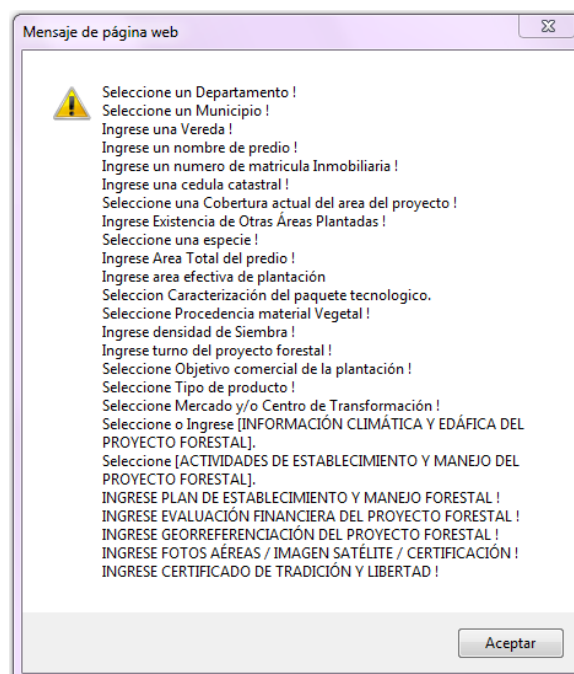 Mensaje de página web
Seleccione un Departamento !
Seleccione un Municipio !
Ingrese una Vereda !
Ingrese un nombre de predio !
Ingrese un numero de matricula Inmobiliaria !
Ingrese una cedula catastral !
Seleccione una Cobertura actual del area del proyecto !
Ingrese Existencia de Otras Áreas Plantadas !
Seleccione una especie !
Ingrese Area Total del predio !
Ingrese area efectiva de plantación
Seleccion Caracterización del paquete tecnologico.
Seleccione Procedencia material Vegetal !
Ingrese densidad de Siembra !
Ingrese turno del proyecto forestal !
Seleccione Objetivo comercial de la plantación !
Seleccione Tipo de producto !
Seleccione Mercado y/o Centro de Transformación !
Seleccione o Ingrese [INFORMACIÓN CLIMÁTICA Y EDÁFICA DEL
PROYECTO FORESTAL].
Seleccione [ACTIVIDADES DE ESTABLECIMIENTO Y MANEJO DEL
PROYECTO FORESTAL].
INGRESE PLAN DE ESTABLECIMIENTO Y MANEJO FORESTAL !
INGRESE EVALUACIÓN FINANCIERA DEL PROYECTO FORESTAL !
INGRESE GEORREFERENCIACIÓN DEL PROYECTO FORESTAL !
INGRESE FOTOS AÉREAS / IMAGEN SATÉLITE / CERTIFICACIÓN !
INGRESE CERTIFICADO DE TRADICIÓN Y LIBERTAD !
Aceptar